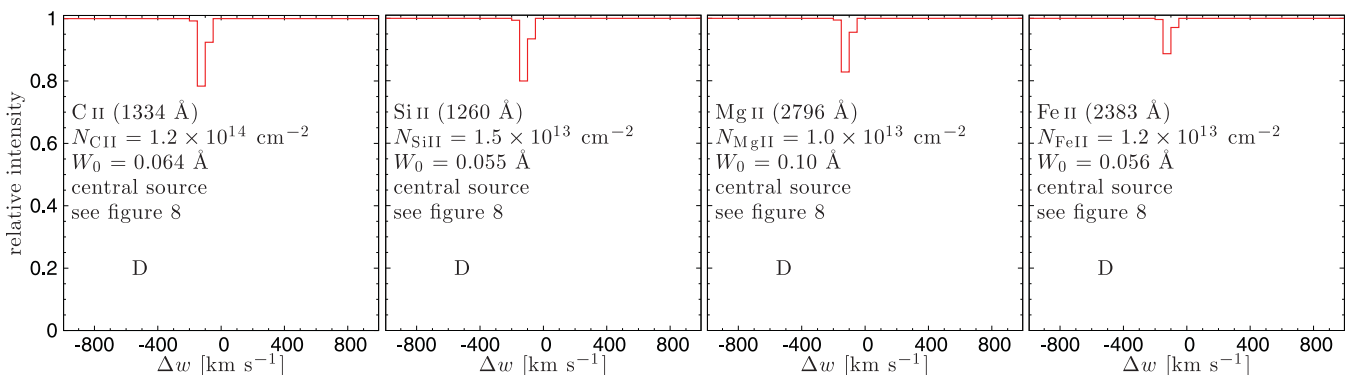 relative intensity
1
0.8
0.6
0.4
0.2
0
C II (1334 Å)
N_CII = 1.2 × 10^14 cm^−2
W_0 = 0.064 Å
central source
see figure 8
D
-800 -400 0 400 800
Δw [km s^−1]
Si II (1260 Å)
N_SiII = 1.5 × 10^13 cm^−2
W_0 = 0.055 Å
central source
see figure 8
D
-800 -400 0 400 800
Δw [km s^−1]
Mg II (2796 Å)
N_MgII = 1.0 × 10^13 cm^−2
W_0 = 0.10 Å
central source
see figure 8
D
-800 -400 0 400 800
Δw [km s^−1]
Fe II (2383 Å)
N_FeII = 1.2 × 10^13 cm^−2
W_0 = 0.056 Å
central source
see figure 8
D
-800 -400 0 400 800
Δw [km s^−1]